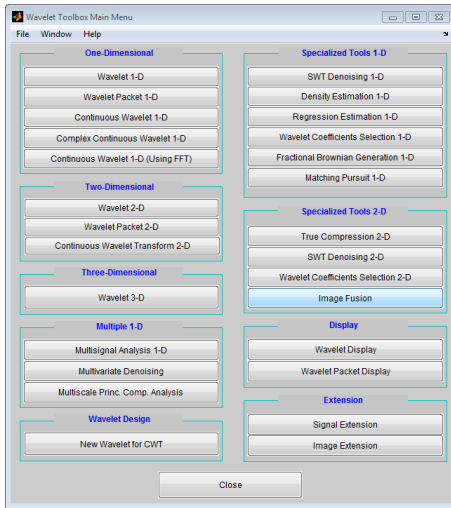 Wavelet Toolbox Main Menu
File Window Help
One-Dimensional
Wavelet 1-D
Wavelet Packet 1-D
Continuous Wavelet 1-D
Complex Continuous Wavelet 1-D
Continuous Wavelet 1-D (Using FFT)
Two-Dimensional
Wavelet 2-D
Wavelet Packet 2-D
Continuous Wavelet Transform 2-D
Three-Dimensional
Wavelet 3-D
Multiple 1-D
Multisignal Analysis 1-D
Multivariate Denoising
Multiscale Princ. Comp. Analysis
Wavelet Design
New Wavelet for CWT
Specialized Tools 1-D
SWT Denoising 1-D
Density Estimation 1-D
Regression Estimation 1-D
Wavelet Coefficients Selection 1-D
Fractional Brownian Generation 1-D
Matching Pursuit 1-D
Specialized Tools 2-D
True Compression 2-D
SWT Denoising 2-D
Wavelet Coefficients Selection 2-D
Image Fusion
Display
Wavelet Display
Wavelet Packet Display
Extension
Signal Extension
Image Extension
Close